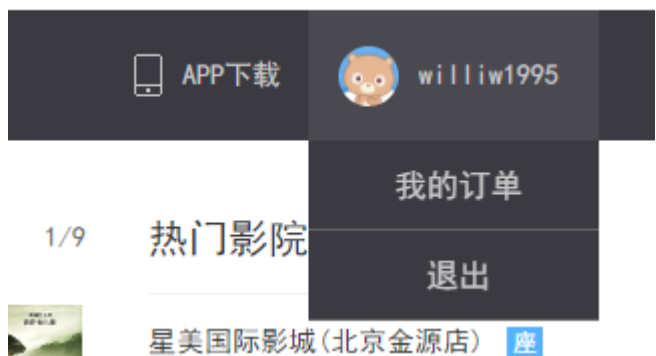 APP下载
williw1995
我的订单
退出
1/9
热门影院
星美国际影城(北京金源店) 座